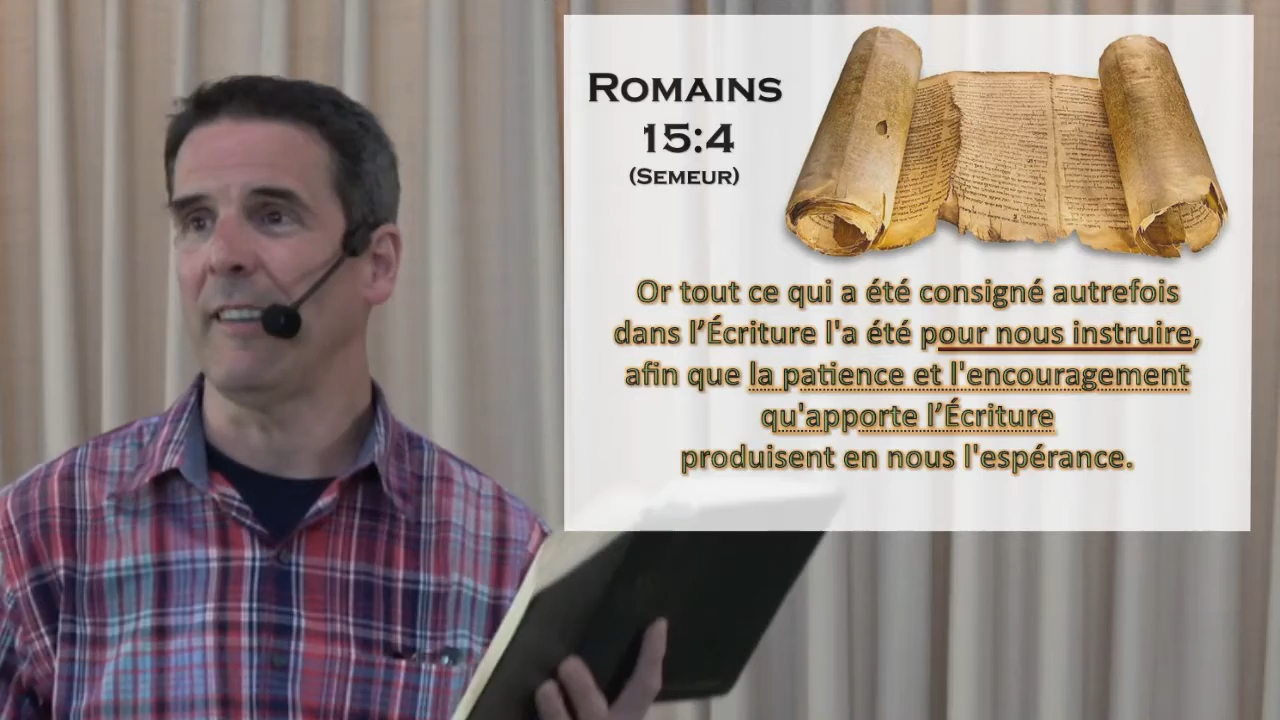 ROMAINS
15:4
(SEMEUR)
Or tout ce qui a été consigné autrefois
dans l’Écriture l'a été pour nous instruire,
afin que la patience et l'encouragement
qu'apporte l’Écriture
produisent en nous l'espérance.